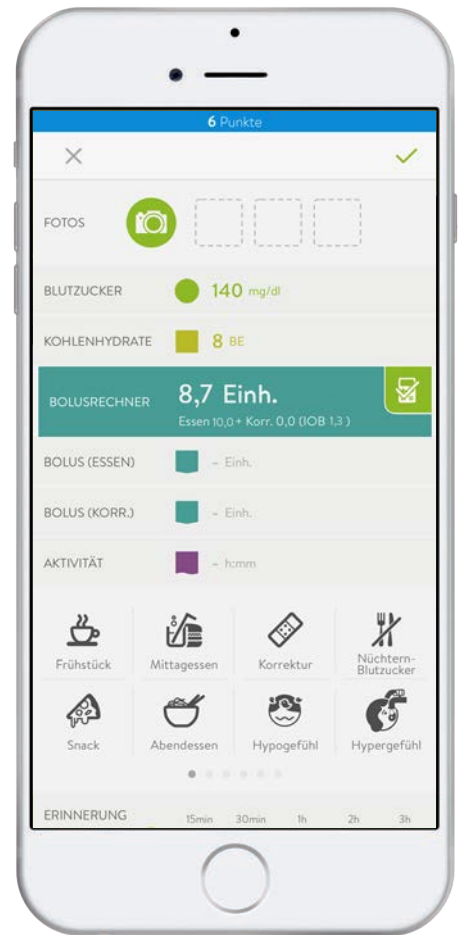 6 Punkte
FOTOS
BLUTZUCKER 140 mg/dl
KOHLENHYDRATE 8 BE
BOLUSRECHNER 8,7 Einh.
Essen 10,0+ Korr. 0,0 (IOB 1,3 )
BOLUS (ESSEN) - Einh.
BOLUS (KORR.) - Einh.
AKTIVITÄT - h:mm
Frühstück Mittagessen Korrektur Nüchtern-
Blutzucker
Snack Abendessen Hypogefühl Hypergefühl
ERINNERUNG 15min 30min 1h 2h 3h